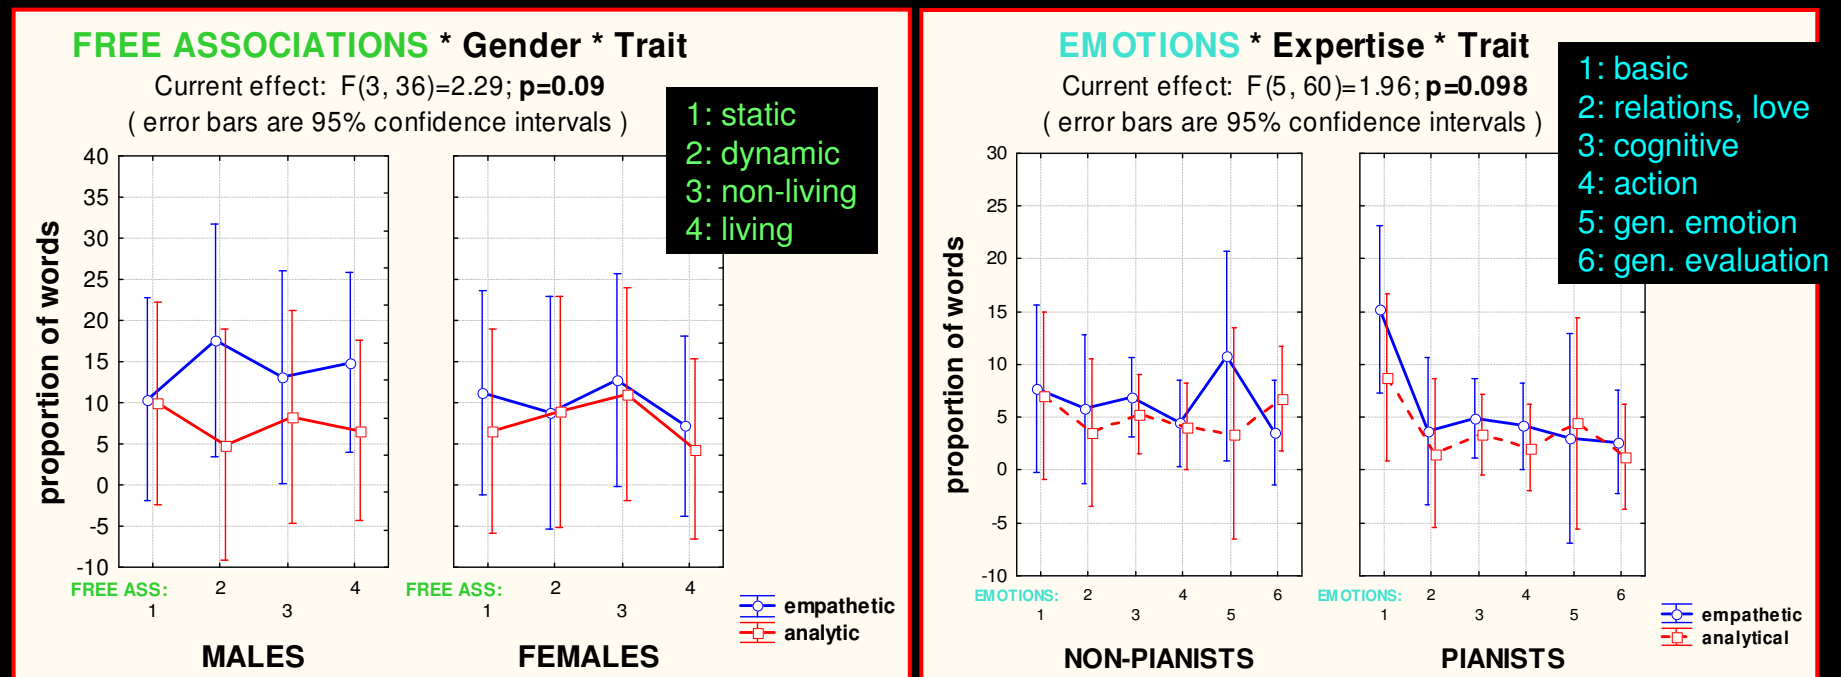 FREE ASSOCIATIONS * Gender * Trait
Current effect: F(3, 36)=2.29; p=0.09
( error bars are 95% confidence intervals )
1: static
2: dynamic
3: non-living
4: living
proportion of words
40
35
30
25
20
15
10
5
0
-5
-10
FREE ASS:
1
2
3
4
MALES
FREE ASS:
1
2
3
4
FEMALES
empathetic
analytic
EMOTIONS * Expertise * Trait
Current effect: F(5, 60)=1.96; p=0.098
( error bars are 95% confidence intervals )
1: basic
2: relations, love
3: cognitive
4: action
5: gen. emotion
6: gen. evaluation
proportion of words
30
25
20
15
10
5
0
-5
-10
EMOTIONS:
1
2
3
4
5
6
NON-PIANISTS
EMOTIONS:
1
2
3
4
5
6
PIANISTS
empathetic
analytical